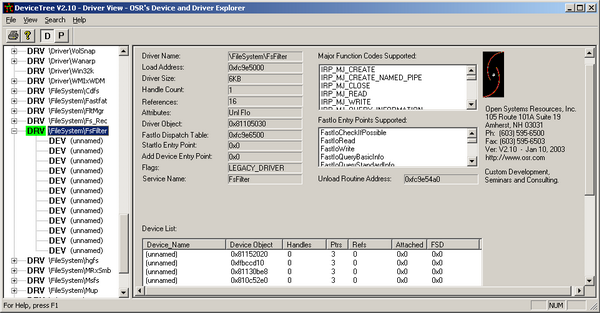 DeviceTree V2.10 - Driver View - OSR's Device and Driver Explorer
File View Search Help
D P
DRV \Driver\VolSnap
DRV \Driver\Wanarp
DRV \Driver\Win32k
DRV \Driver\WMIxWDM
DRV \FileSystem\Cdfs
DRV \FileSystem\Fastfat
DRV \FileSystem\FltMgr
DRV \FileSystem\Fs_Rec
DRV \FileSystem\FsFilter
DEV (unnamed)
DEV (unnamed)
DEV (unnamed)
DEV (unnamed)
DEV (unnamed)
DEV (unnamed)
DEV (unnamed)
DEV (unnamed)
DEV (unnamed)
DEV (unnamed)
DRV \FileSystem\hgfs
DRV \FileSystem\MRxSmb
DRV \FileSystem\Msfs
DRV \FileSystem\Mup
Driver Name: \FileSystem\FsFilter
Load Address: 0xfc9e5000
Driver Size: 6KB
Handle Count: 1
References: 16
Attributes: Unl FIo
Driver Object: 0x81105030
FastIo Dispatch Table: 0xfc9e6500
StartIo Entry Point: 0x0
Add Device Entry Point: 0x0
Flags: LEGACY_DRIVER
Service Name: FsFilter
Major Function Codes Supported:
IRP_MJ_CREATE
IRP_MJ_CREATE_NAMED_PIPE
IRP_MJ_CLOSE
IRP_MJ_READ
IRP_MJ_WRITE
IRP_MJ_QUERY_INFORMATION
FastIo Entry Points Supported:
FastIoCheckIfPossible
FastIoRead
FastIoWrite
FastIoQueryBasicInfo
FastIoQueryStandardInfo
Unload Routine Address: 0xfc9e54a0
Open Systems Resources, Inc.
105 Route 101A Suite 19
Amherst, NH 03031
Ph: (603) 595-6500
Fax: (603) 595-6503
Ver: V2.10 - Jan 10, 2003
http://www.osr.com
Custom Development,
Seminars and Consulting.
Device List:
Device_Name Device Object Handles Ptrs Refs Attached FSD
(unnamed) 0x81152020 0 3 0 0x0 0x0
(unnamed) 0xffbccd10 0 3 0 0x0 0x0
(unnamed) 0x81130be8 0 3 0 0x0 0x0
(unnamed) 0x810c52e0 0 3 0 0x0 0x0
For Help, press F1
NUM